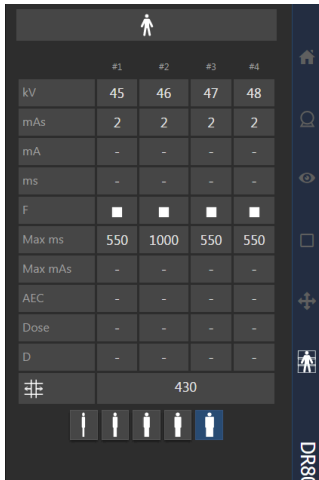 #1 #2 #3 #4
kV 45 46 47 48
mAs 2 2 2 2
mA - - - -
ms - - - -
F
Max ms 550 1000 550 550
Max mAs - - - -
AEC - - - -
Dose - - - -
D - - - -
430
DR80